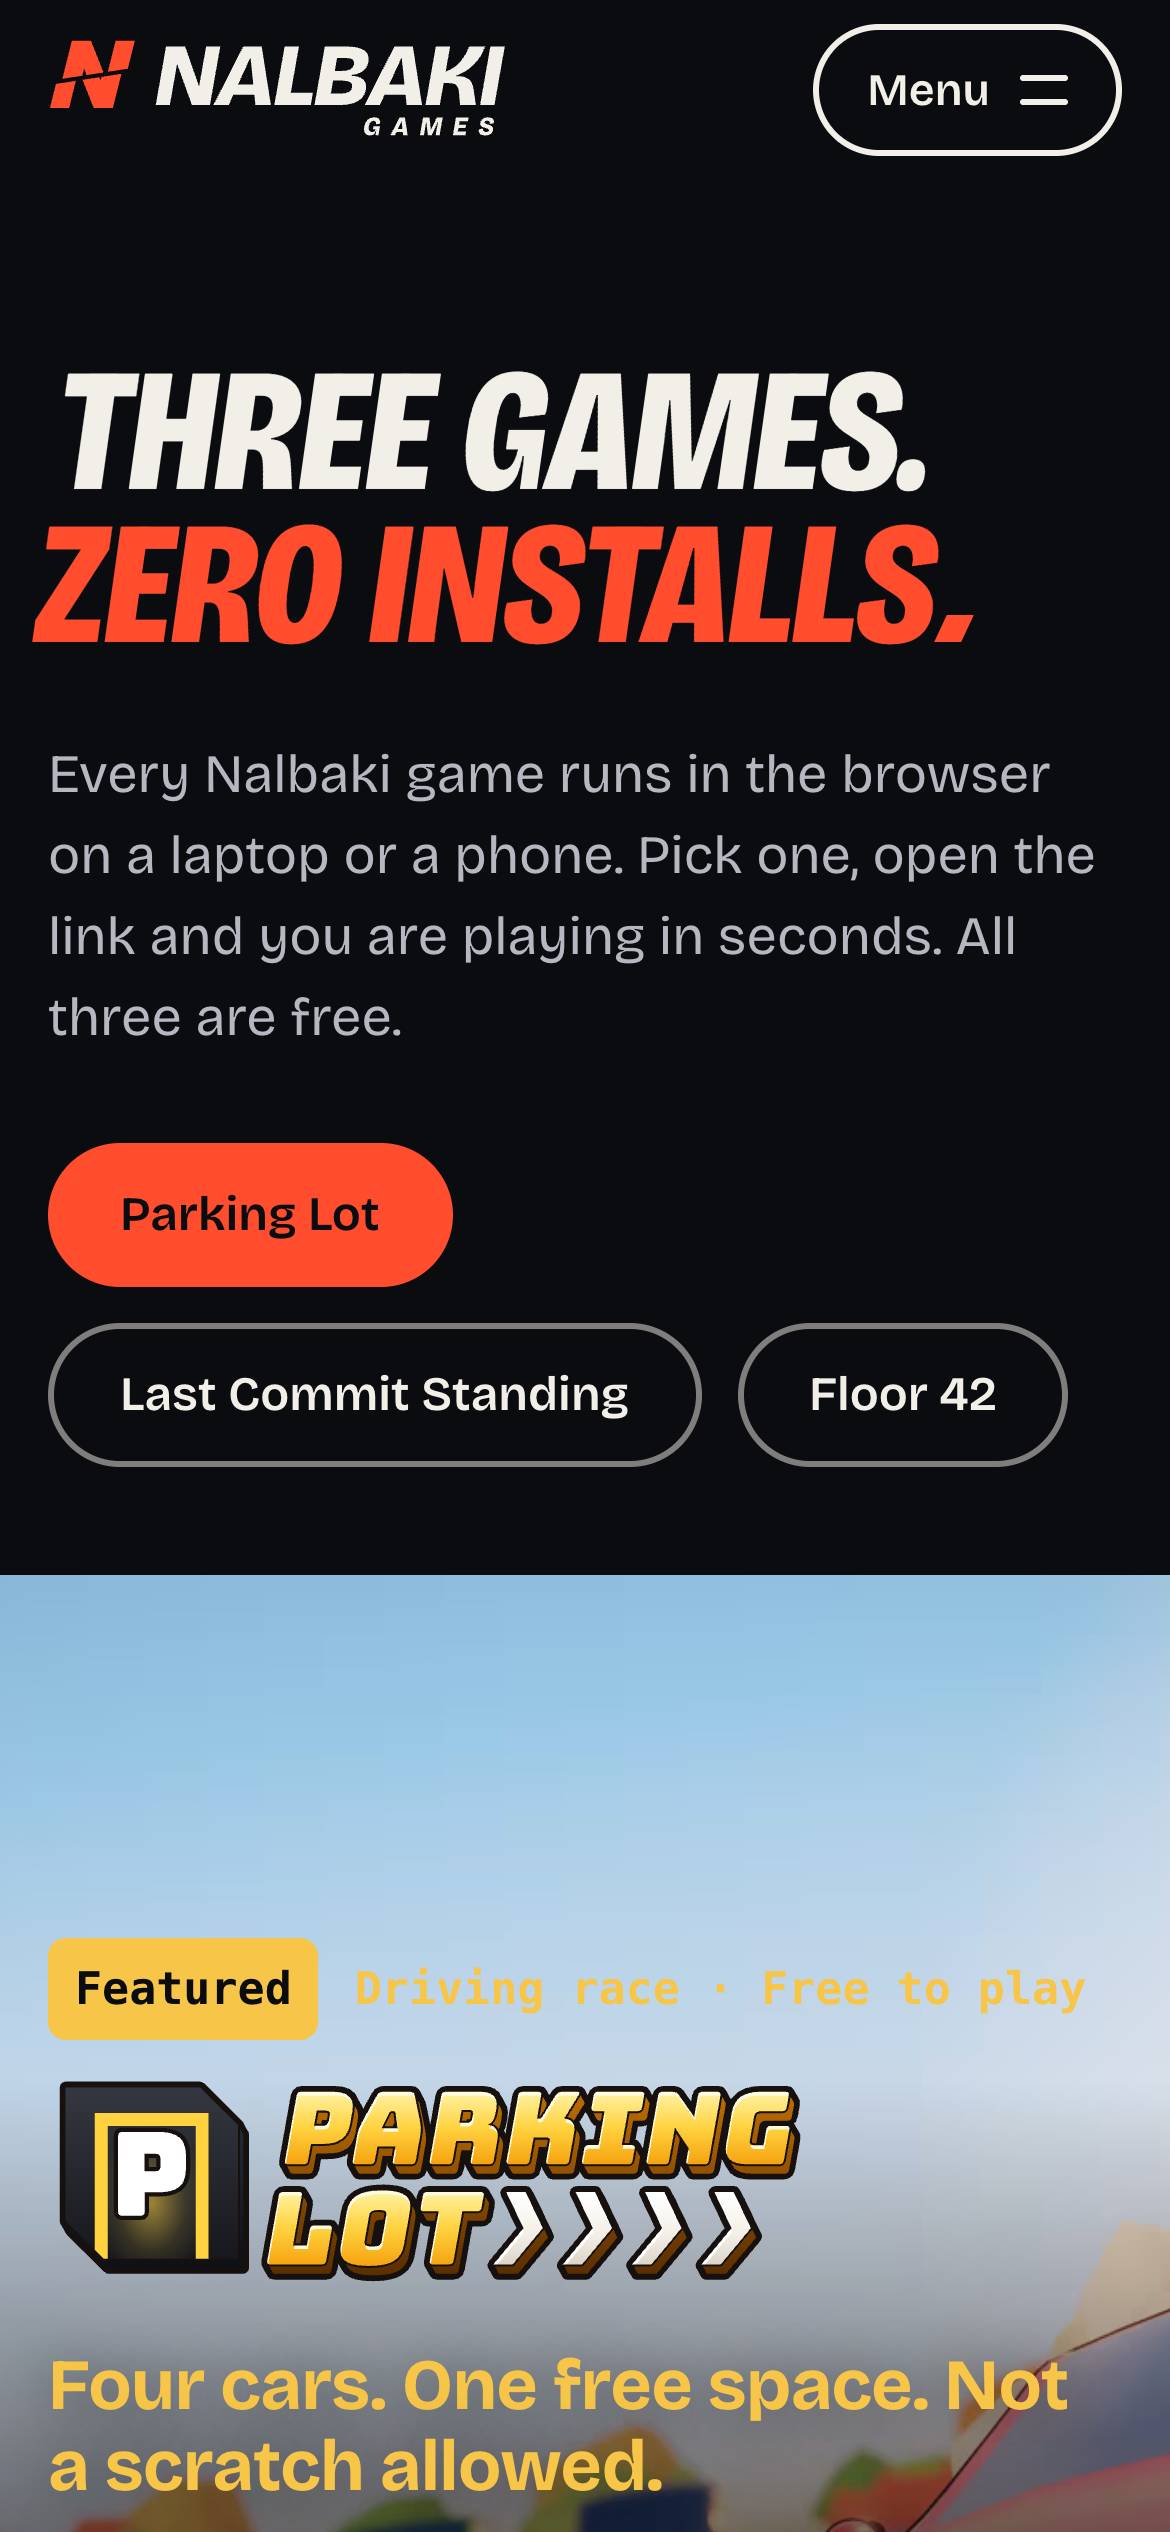 N NALBAKI
GAMES
Menu
THREE GAMES.
ZERO INSTALLS.
Every Nalbaki game runs in the browser
on a laptop or a phone. Pick one, open the
link and you are playing in seconds. All
three are free.
Parking Lot
Last Commit Standing
Floor 42
Featured
Driving race · Free to play
P
PARKING
LOT
Four cars. One free space. Not
a scratch allowed.